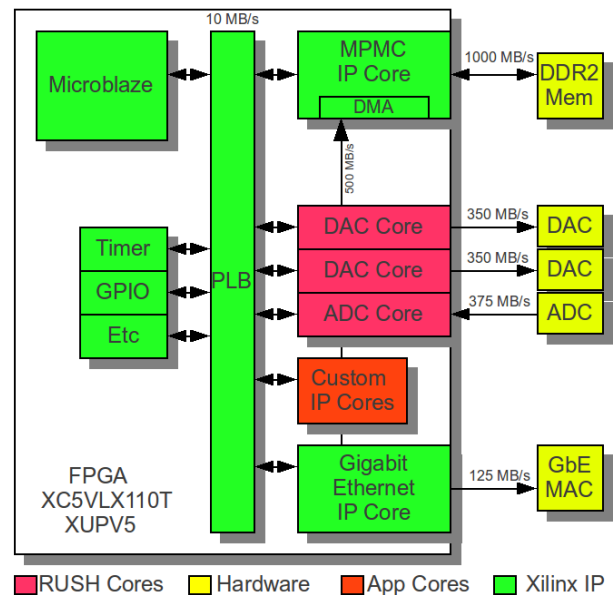 10 MB/s
Microblaze
MPMC
IP Core
DMA
1000 MB/s
DDR2
Mem
500 MB/s
Timer
GPIO
Etc
PLB
DAC Core
350 MB/s
DAC
DAC Core
350 MB/s
DAC
ADC Core
375 MB/s
ADC
Custom
IP Cores
Gigabit
Ethernet
IP Core
125 MB/s
GbE
MAC
FPGA
XC5VLX110T
XUPV5
RUSH Cores
Hardware
App Cores
Xilinx IP